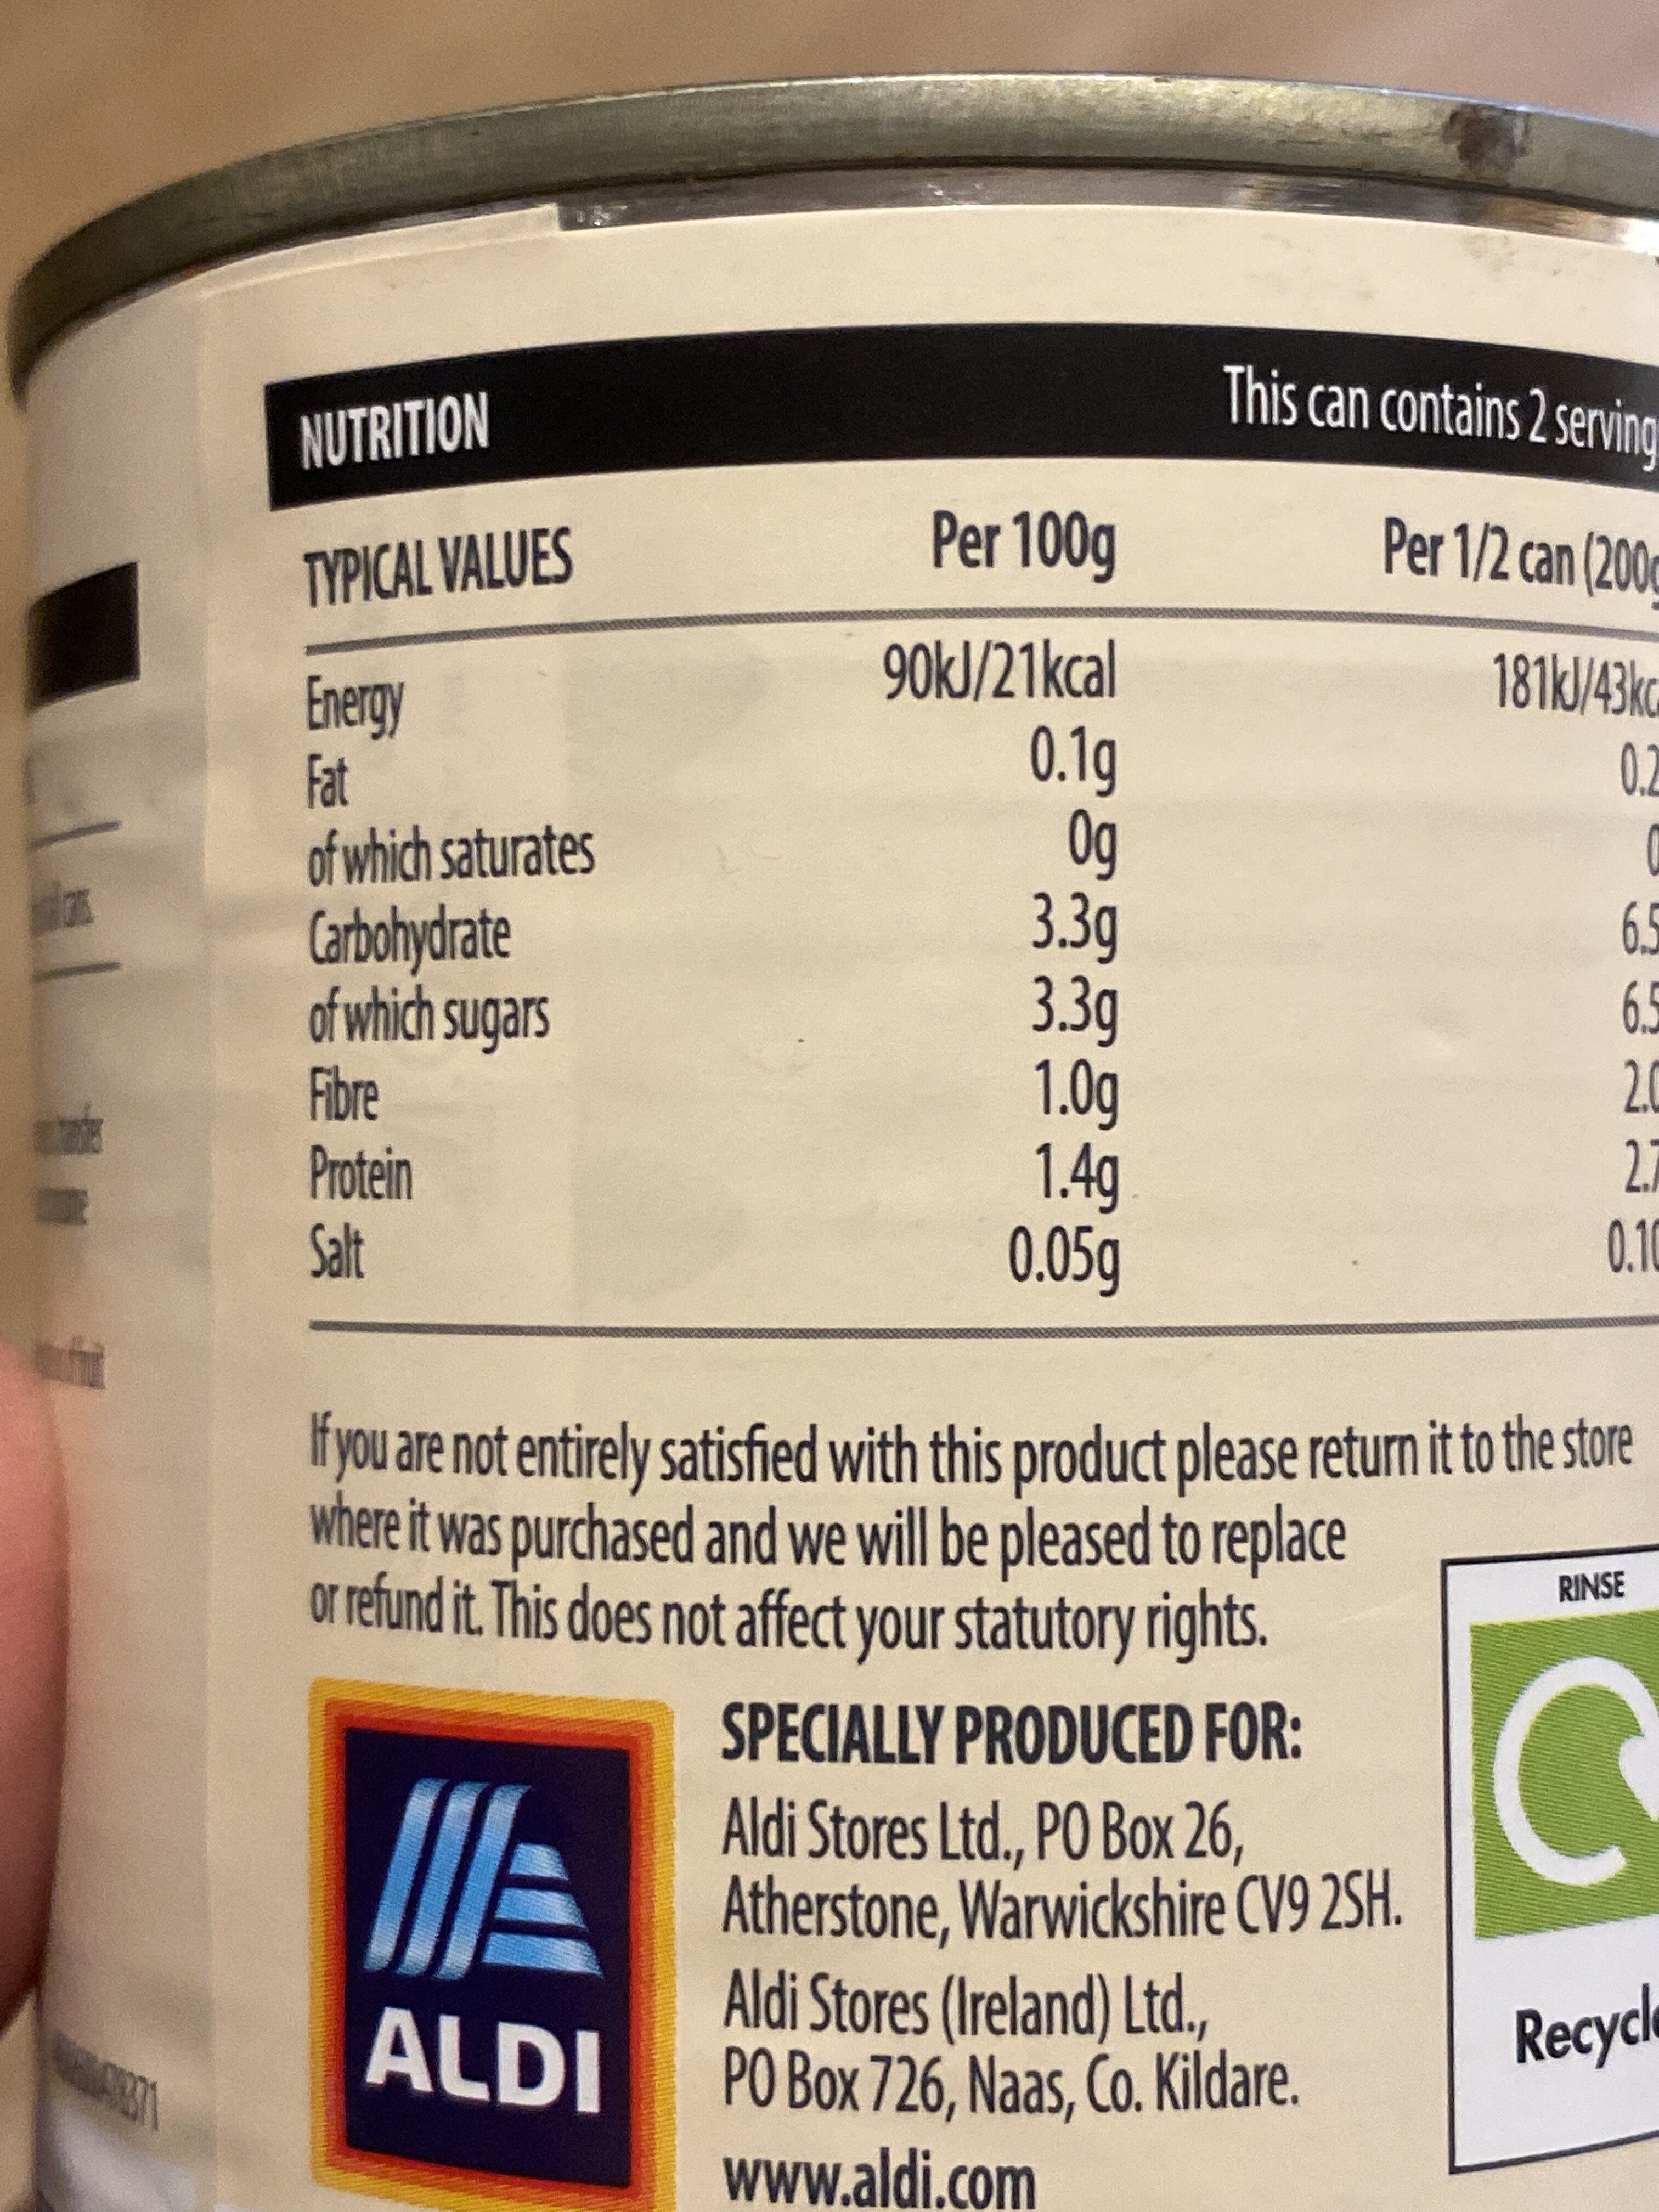 NUTRITION This can contains 2 serving
TYPICAL VALUES Per 100g Per 1/2 can (200g
Energy 90kJ/21kcal 181kJ/43kc
Fat 0.1g 0.2
of which saturates 0g 0
Carbohydrate 3.3g 6.5
of which sugars 3.3g 6.5
Fibre 1.0g 2.0
Protein 1.4g 2.7
Salt 0.05g 0.10
If you are not entirely satisfied with this product please return it to the store
where it was purchased and we will be pleased to replace
or refund it. This does not affect your statutory rights.
ALDI
SPECIALLY PRODUCED FOR:
Aldi Stores Ltd., PO Box 26,
Atherstone, Warwickshire CV9 2SH.
Aldi Stores (Ireland) Ltd.,
PO Box 726, Naas, Co. Kildare.
www.aldi.com
RINSE
Recycle